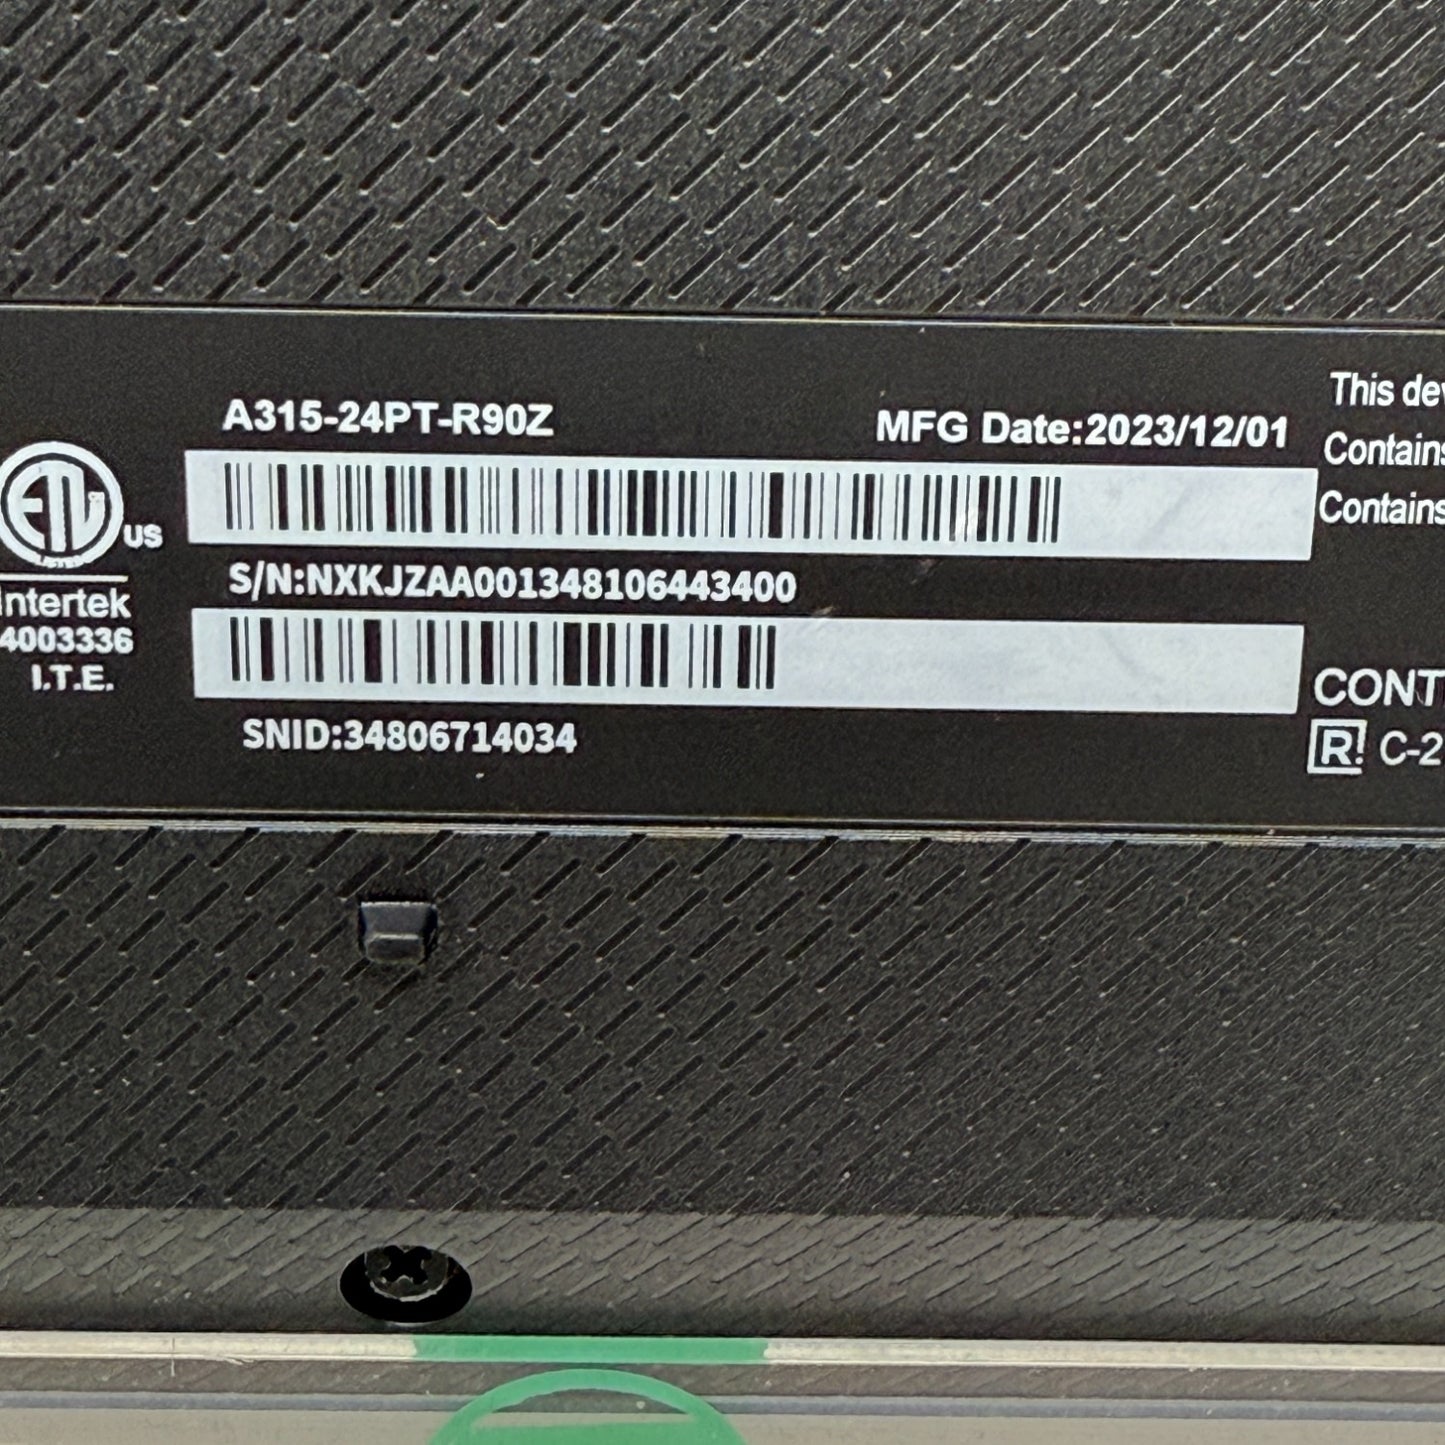 A315-24PT-R90Z
MFG Date:2023/12/01
S/N:NXKJZAA001348106443400
SNID:34806714034
ETL
US
LISTED
Intertek
4003336
I.T.E.
This dev
Contains
Contains
CONT
R! C-2